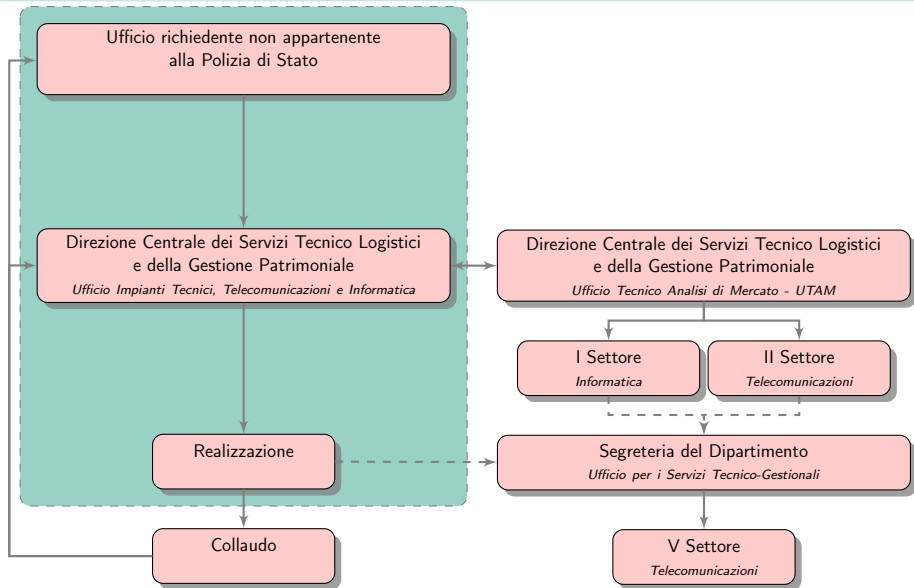 Ufficio richiedente non appartenente
alla Polizia di Stato
Direzione Centrale dei Servizi Tecnico Logistici
e della Gestione Patrimoniale
Ufficio Impianti Tecnici, Telecomunicazioni e Informatica
Direzione Centrale dei Servizi Tecnico Logistici
e della Gestione Patrimoniale
Ufficio Tecnico Analisi di Mercato - UTAM
I Settore
Informatica
II Settore
Telecomunicazioni
Realizzazione
Segreteria del Dipartimento
Ufficio per i Servizi Tecnico-Gestionali
Collaudo
V Settore
Telecomunicazioni